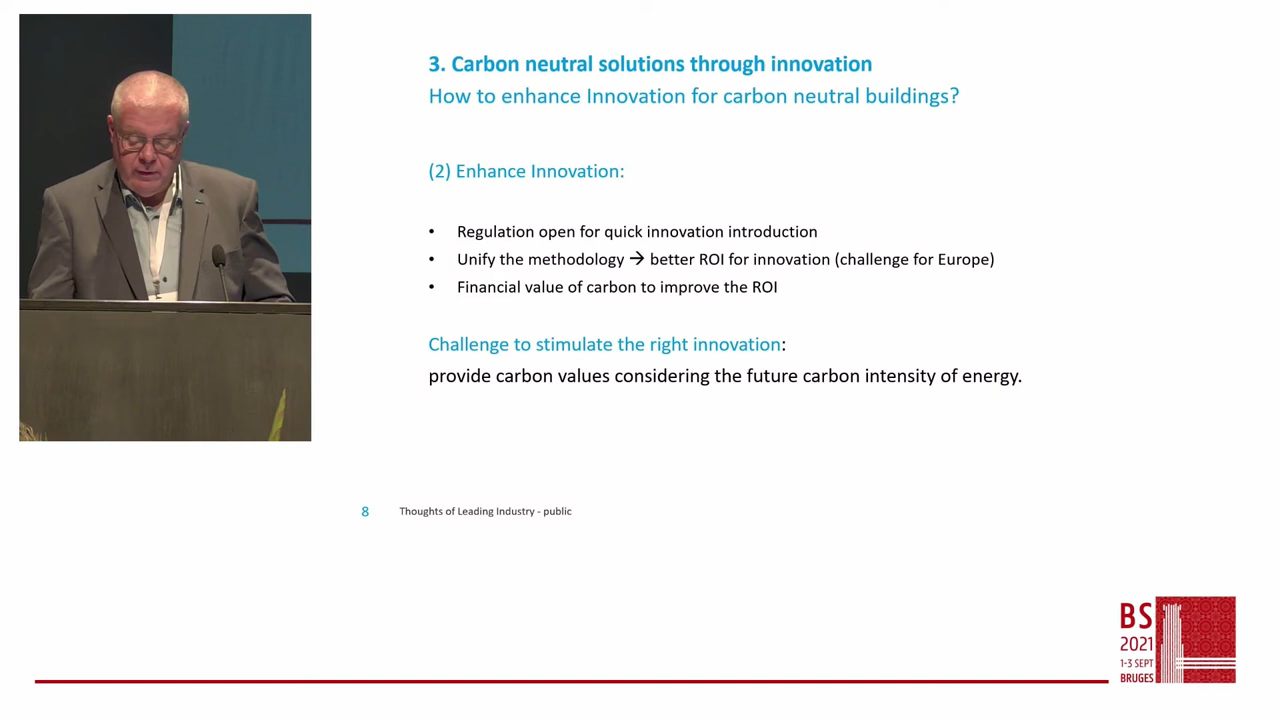 3. Carbon neutral solutions through innovation
How to enhance Innovation for carbon neutral buildings?
(2) Enhance Innovation:
• Regulation open for quick innovation introduction
• Unify the methodology → better ROI for innovation (challenge for Europe)
• Financial value of carbon to improve the ROI
Challenge to stimulate the right innovation:
provide carbon values considering the future carbon intensity of energy.
8 Thoughts of Leading Industry - public
BS
2021
1-3 SEPT
BRUGES